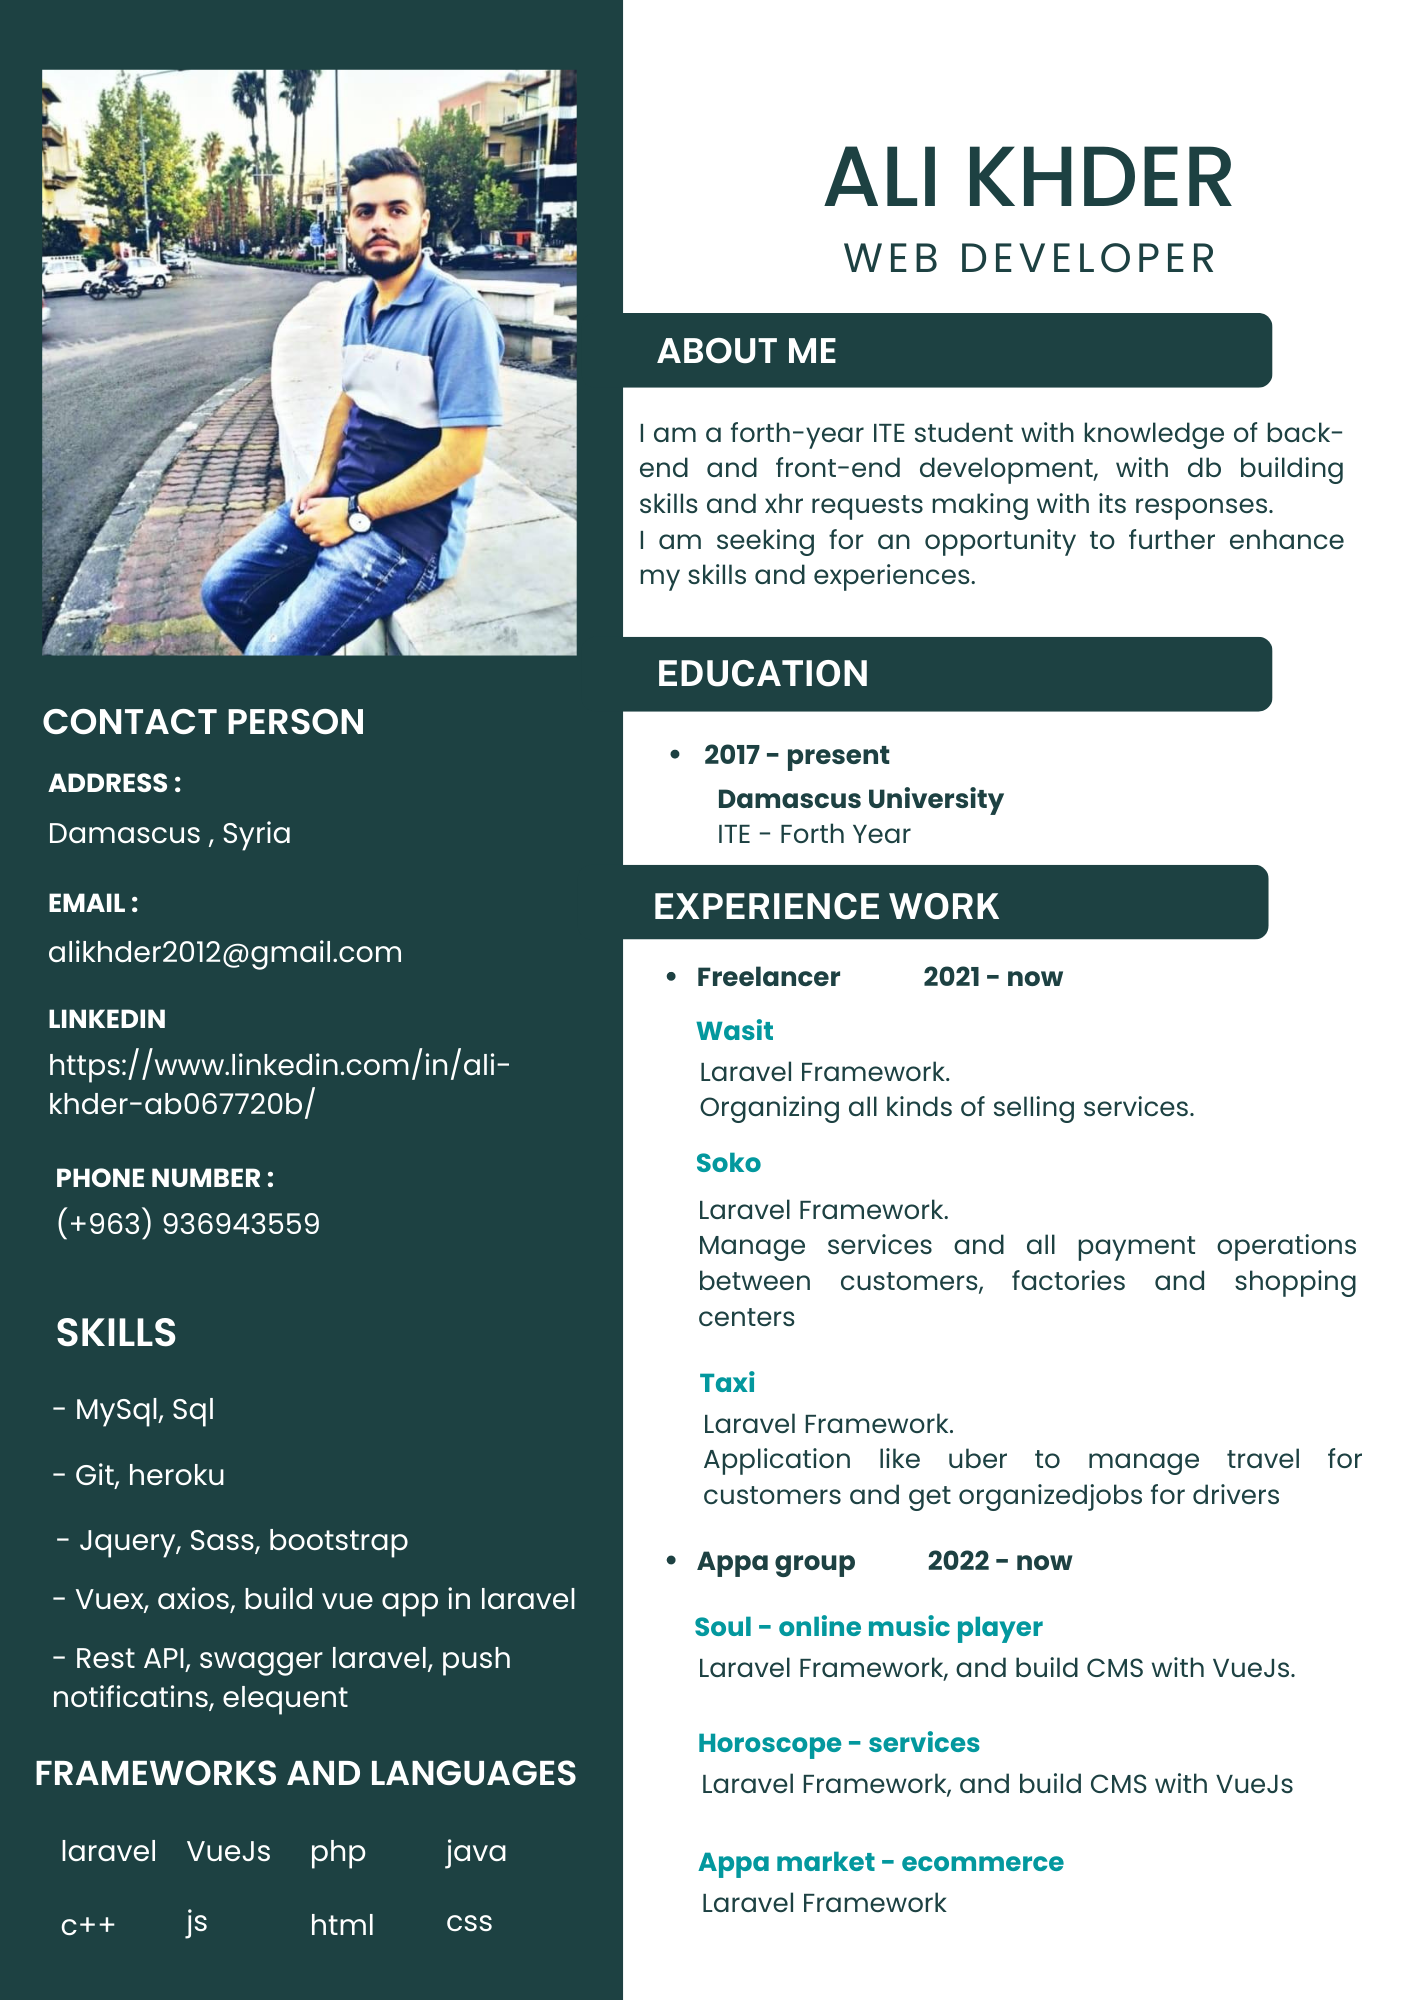 ALI KHDER
WEB DEVELOPER
ABOUT ME
I am a forth-year ITE student with knowledge of back-
end and front-end development, with db building
skills and xhr requests making with its responses.
I am seeking for an opportunity to further enhance
my skills and experiences.
EDUCATION
• 2017 - present
Damascus University
ITE - Forth Year
EXPERIENCE WORK
• Freelancer 2021 - now
Wasit
Laravel Framework.
Organizing all kinds of selling services.
Soko
Laravel Framework.
Manage services and all payment operations
between customers, factories and shopping
centers
Taxi
Laravel Framework.
Application like uber to manage travel for
customers and get organizedjobs for drivers
• Appa group 2022 - now
Soul - online music player
Laravel Framework, and build CMS with VueJs.
Horoscope - services
Laravel Framework, and build CMS with VueJs
Appa market - ecommerce
Laravel Framework
CONTACT PERSON
ADDRESS :
Damascus , Syria
EMAIL :
alikhder2012@gmail.com
LINKEDIN
https://www.linkedin.com/in/ali-
khder-ab067720b/
PHONE NUMBER :
(+963) 936943559
SKILLS
- MySql, Sql
- Git, heroku
- Jquery, Sass, bootstrap
- Vuex, axios, build vue app in laravel
- Rest API, swagger laravel, push
notificatins, elequent
FRAMEWORKS AND LANGUAGES
laravel VueJs php java
c++ js html css